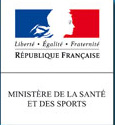 Liberté • Égalité • Fraternité
RÉPUBLIQUE FRANÇAISE
MINISTÈRE DE LA SANTÉ
ET DES SPORTS